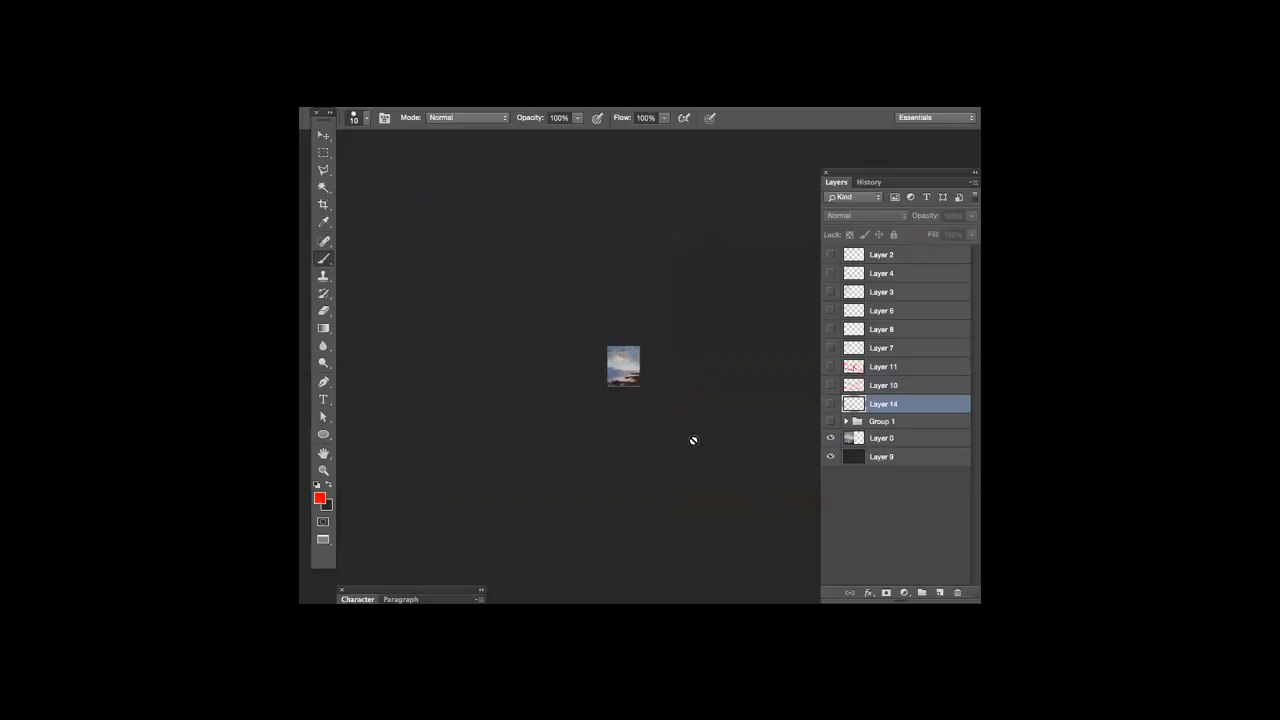 10 Mode: Normal Opacity: 100% Flow: 100% Essentials
Layers History
Kind T
Normal Opacity: 100%
Lock: Fill: 100%
Layer 2
Layer 4
Layer 3
Layer 6
Layer 8
Layer 7
Layer 11
Layer 10
Layer 14
Group 1
Layer 0
Layer 9
T
fx
Character Paragraph